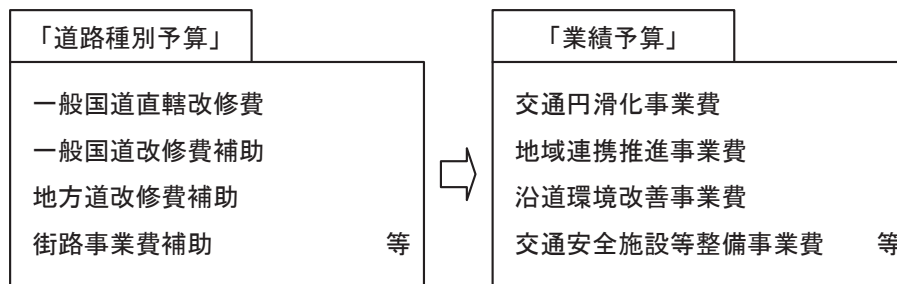 「道路種別予算」
一般国道直轄改修費
一般国道改修費補助
地方道改修費補助
街路事業費補助 等
「業績予算」
交通円滑化事業費
地域連携推進事業費
沿道環境改善事業費
交通安全施設等整備事業費 等